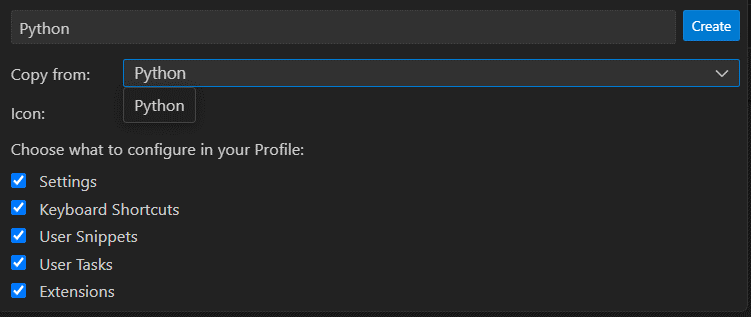 Python
Create
Copy from:
Python
Python
Icon:
Choose what to configure in your Profile:
Settings
Keyboard Shortcuts
User Snippets
User Tasks
Extensions